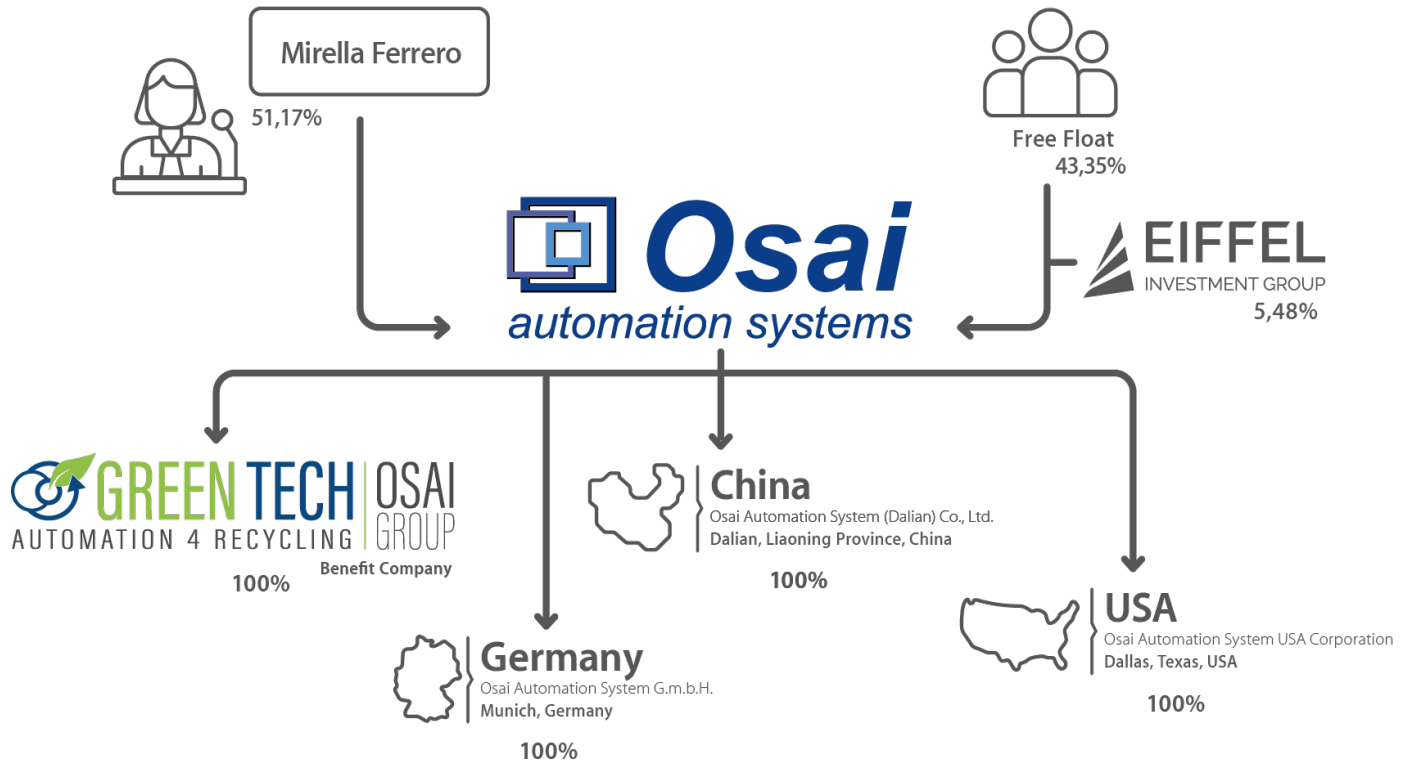 Mirella Ferrero
51,17%
Free Float
43,35%
EIFFEL
INVESTMENT GROUP
5,48%
Osai
automation systems
GREEN TECH
AUTOMATION 4 RECYCLING
OSAI
GROUP
Benefit Company
100%
China
Osai Automation System (Dalian) Co., Ltd.
Dalian, Liaoning Province, China
100%
Germany
Osai Automation System G.m.b.H.
Munich, Germany
100%
USA
Osai Automation System USA Corporation
Dallas, Texas, USA
100%